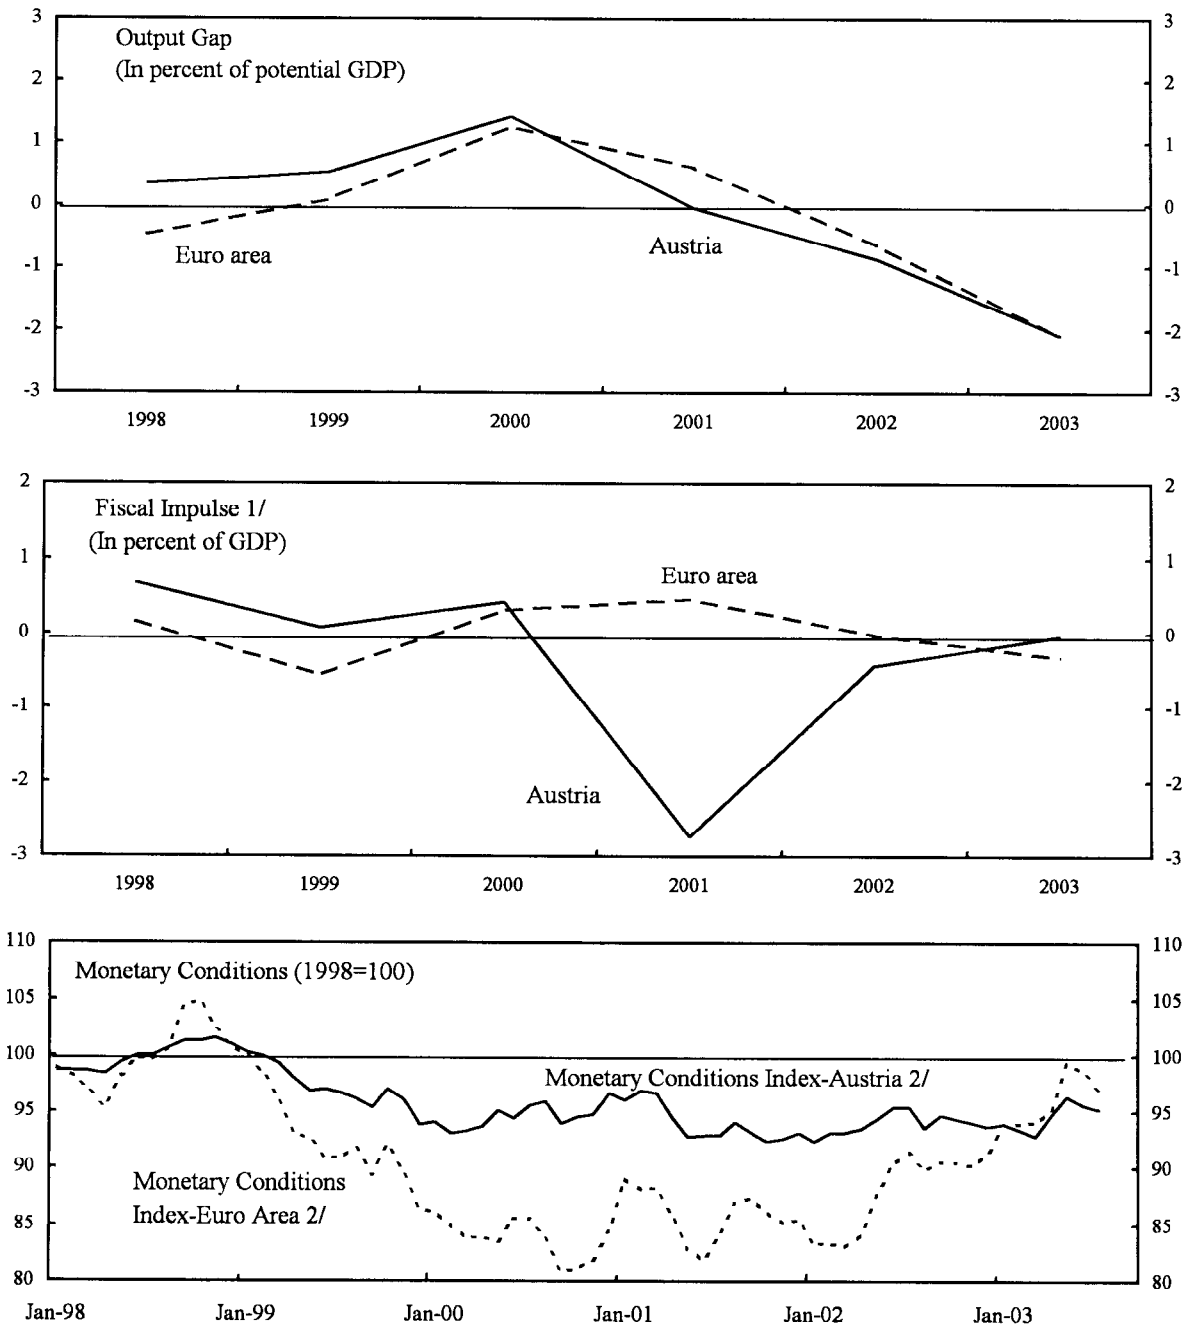 Output Gap
(In percent of potential GDP)
3
2
1
0
-1
-2
-3
3
2
1
0
-1
-2
-3
Euro area
Austria
1998 1999 2000 2001 2002 2003
Fiscal Impulse 1/
(In percent of GDP)
2
1
0
-1
-2
-3
2
1
0
-1
-2
-3
Euro area
Austria
1998 1999 2000 2001 2002 2003
Monetary Conditions (1998=100)
110
105
100
95
90
85
80
110
105
100
95
90
85
80
Monetary Conditions Index-Austria 2/
Monetary Conditions
Index-Euro Area 2/
Jan-98 Jan-99 Jan-00 Jan-01 Jan-02 Jan-03